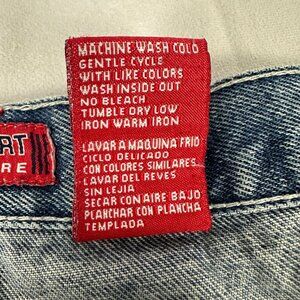 MACHINE WASH COLD
GENTLE CYCLE
WITH LIKE COLORS
WASH INSIDE OUT
NO BLEACH
TUMBLE DRY LOW
IRON WARM IRON
LAVAR A MAQUINA FRIO
CICLO DELICADO
CON COLORES SIMILARES
LAVAR DEL REVES
SIN LEJIA
SECAR CON AIRE BAJO
PLANCHAR CON PLANCHA
TEMPLADA